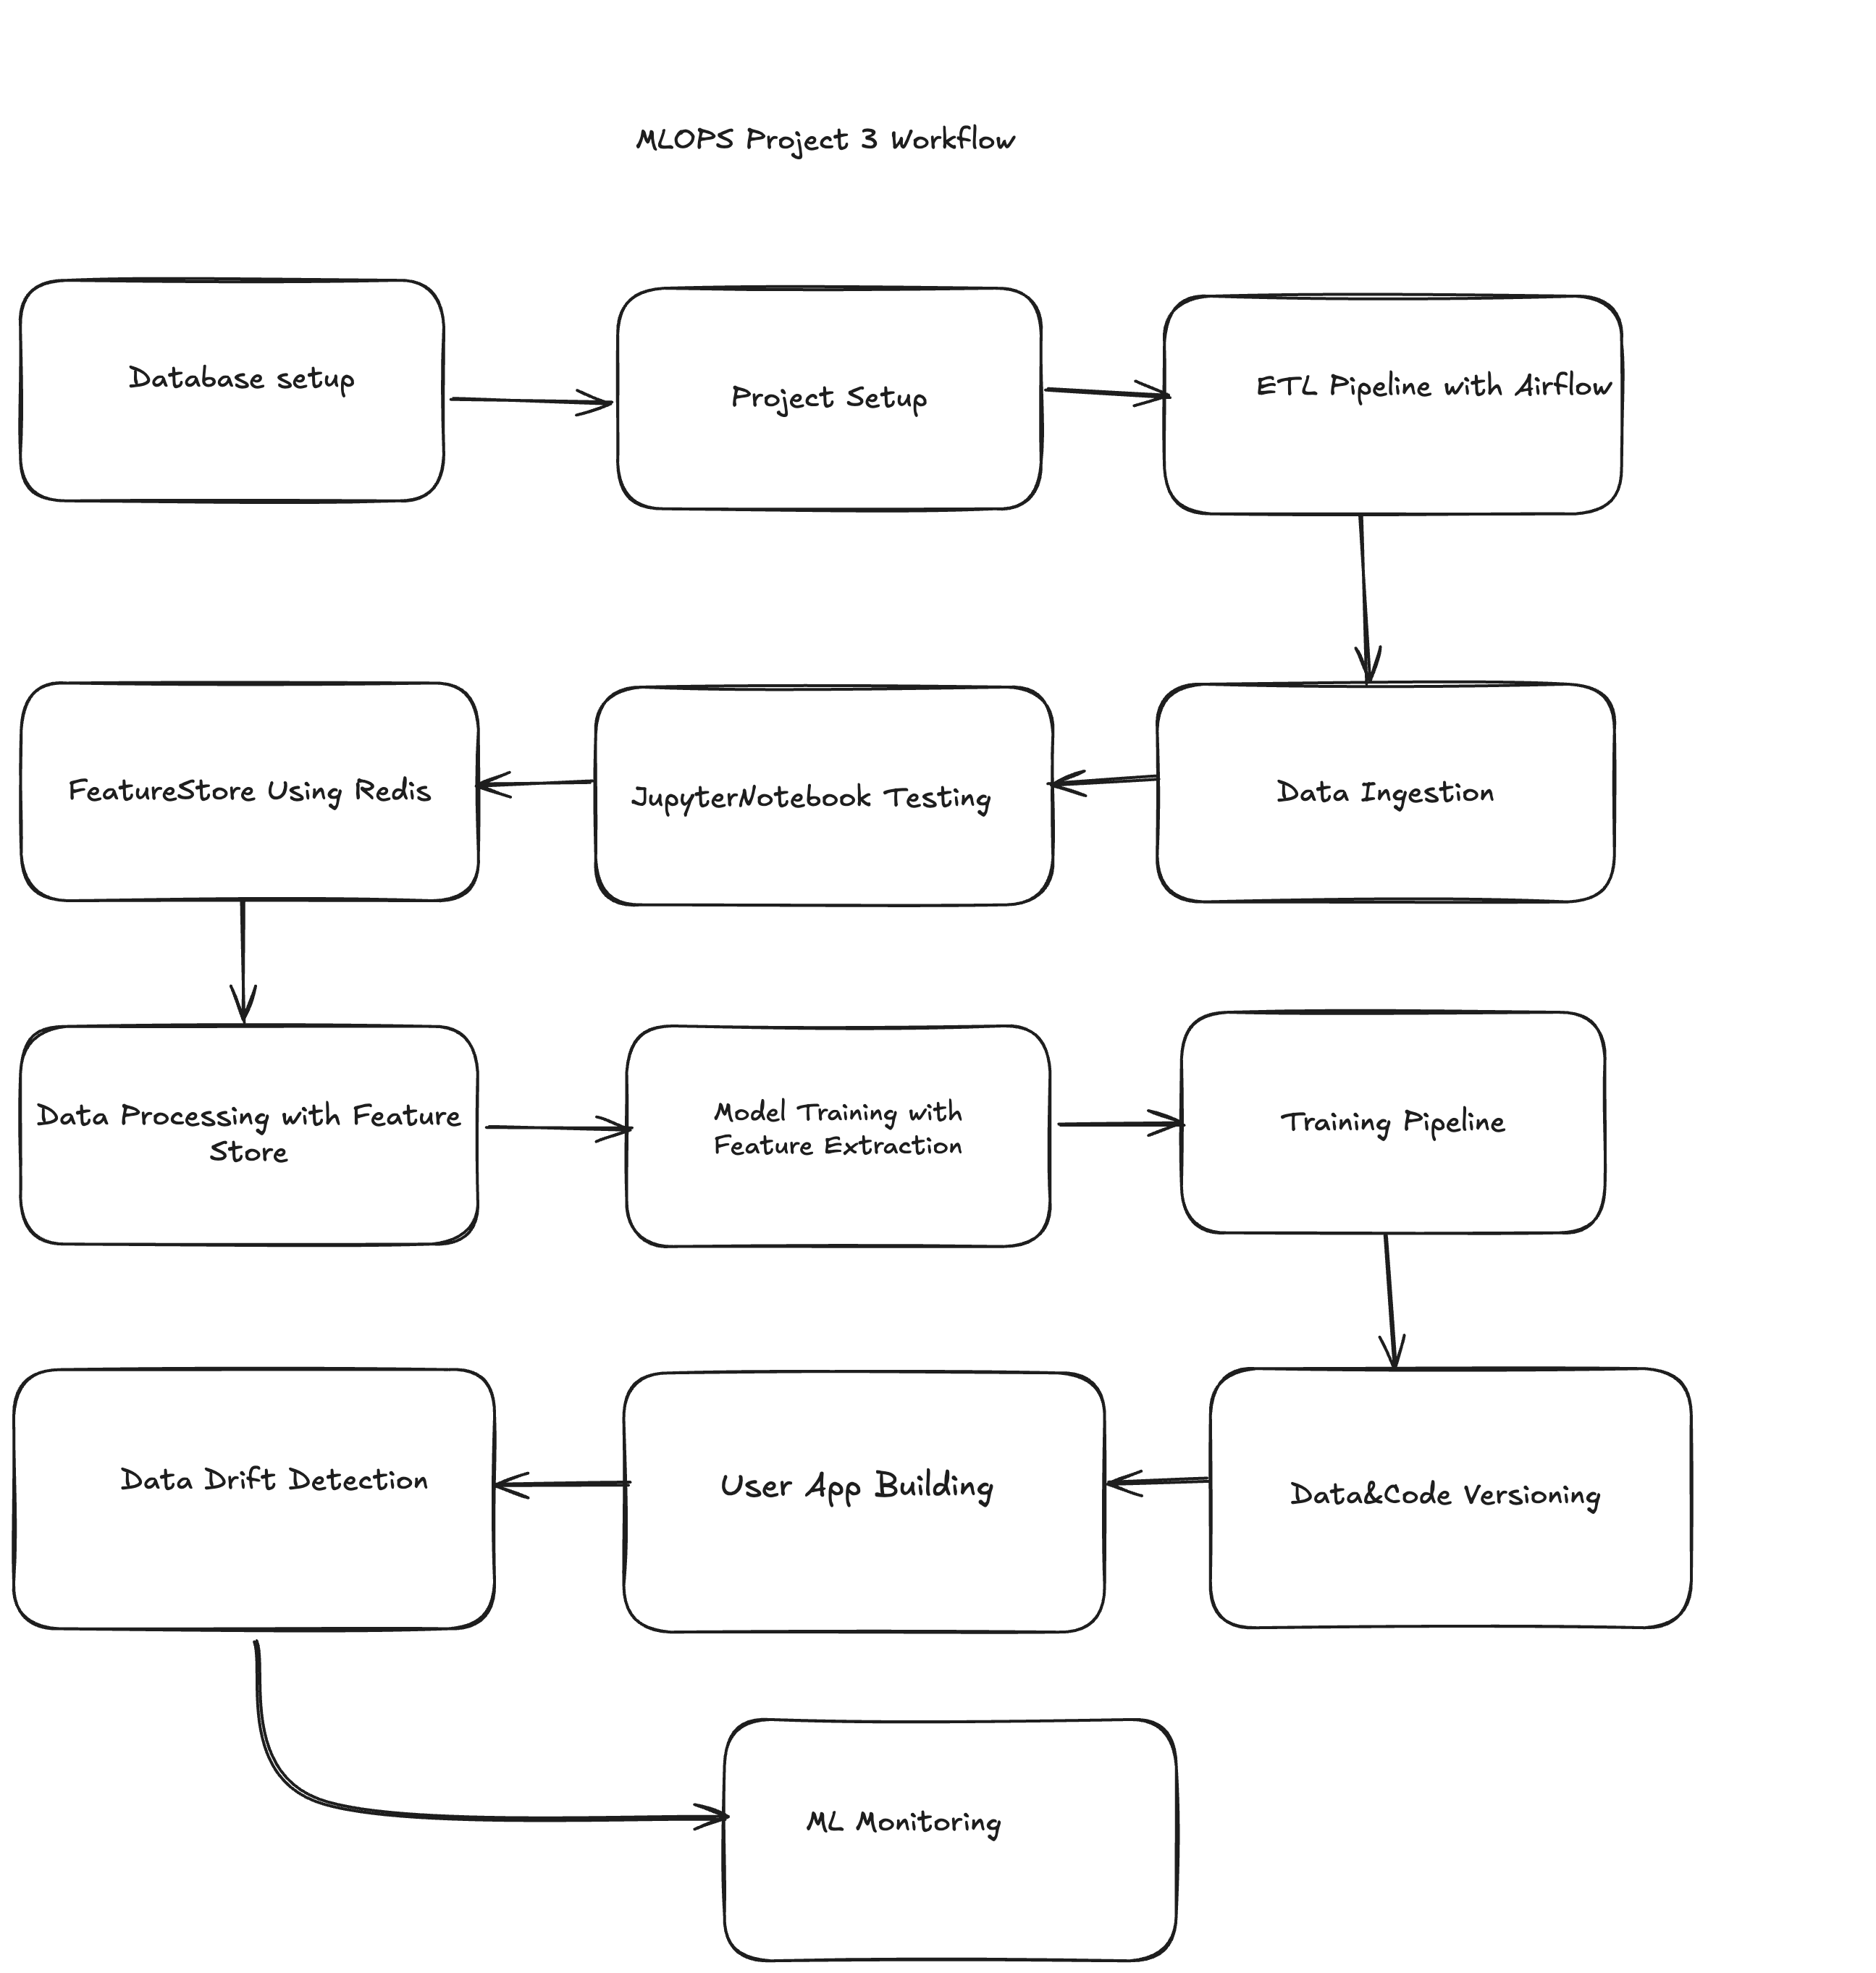 MLOPS Project 3 Workflow
Database setup
Project Setup
ETL Pipeline with Airflow
Data Ingestion
JupyterNotebook Testing
FeatureStore Using Redis
Data Processing with Feature
Store
Model Training with
Feature Extraction
Training Pipeline
Data&Code Versioning
User App Building
Data Drift Detection
ML Monitoring